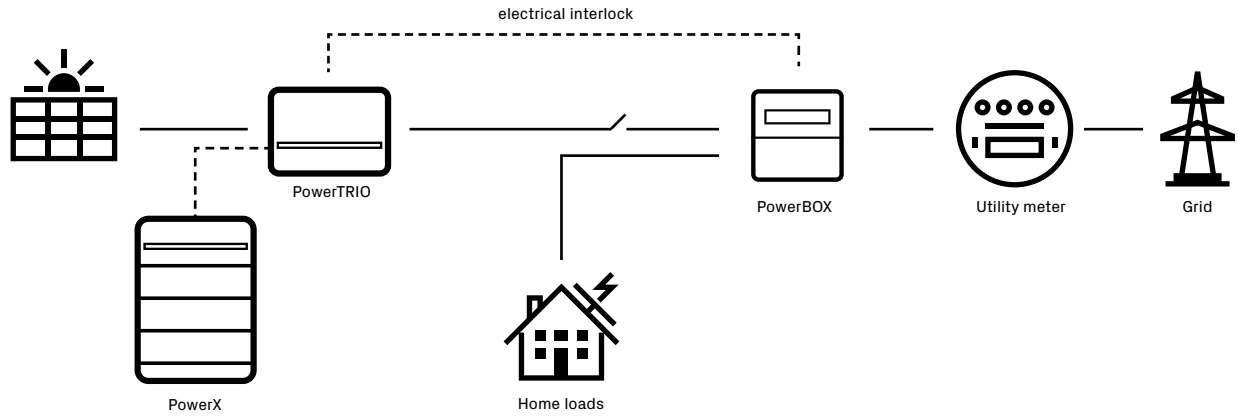 electrical interlock
PowerTRIO
PowerBOX
Utility meter
Grid
PowerX
Home loads